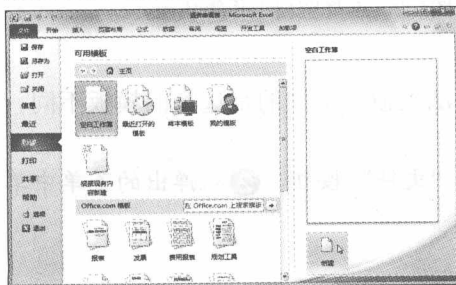 Microsoft Excel
文件 开始 插入 页面布局 公式 数据 审阅 视图 开发工具 加载项
保存
另存为
打开
关闭
信息
最近
新建
打印
共享
帮助
选项
退出
可用模板
主页
空白工作簿 最近打开的模板 样本模板 我的模板
根据现有内容新建
Office.com 模板
在 Office.com 上搜索模板
报表 发票 费用报表 规划工具
空白工作簿
创建